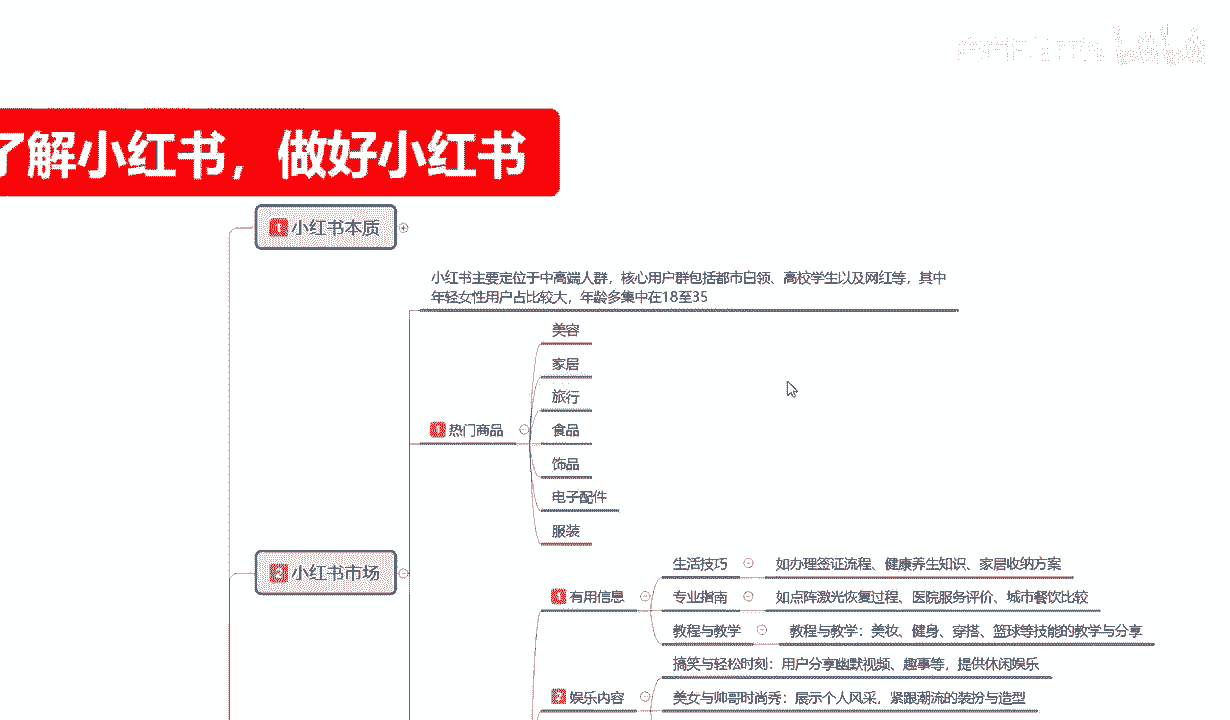 了解小红书，做好小红书
1 小红书本质
小红书主要定位于中高端人群，核心用户群包括都市白领、高校学生以及网红等，其中
年轻女性用户占比较大，年龄多集中在18至35
美容
家居
旅行
1 热门商品
食品
饰品
电子配件
服装
2 小红书市场
生活技巧 如办理签证流程、健康养生知识、家居收纳方案
1 有用信息
专业指南 如点阵激光恢复过程、医院服务评价、城市餐饮比较
教程与教学 教程与教学：美妆、健身、穿搭、篮球等技能的教学与分享
搞笑与轻松时刻：用户分享幽默视频、趣事等，提供休闲娱乐
2 娱乐内容
美女与帅哥时尚秀：展示个人风采，紧跟潮流的装扮与造型